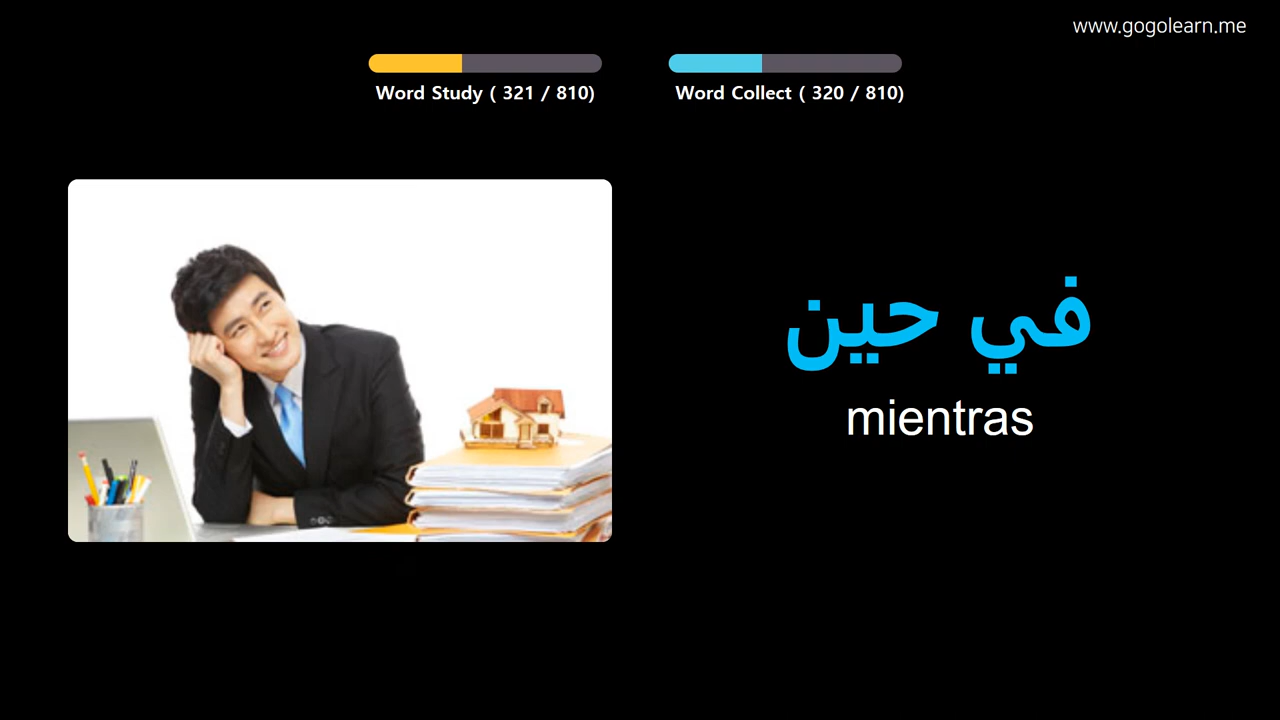 www.gogolearn.me
Word Study ( 321 / 810)
Word Collect ( 320 / 810)
في حين
mientras